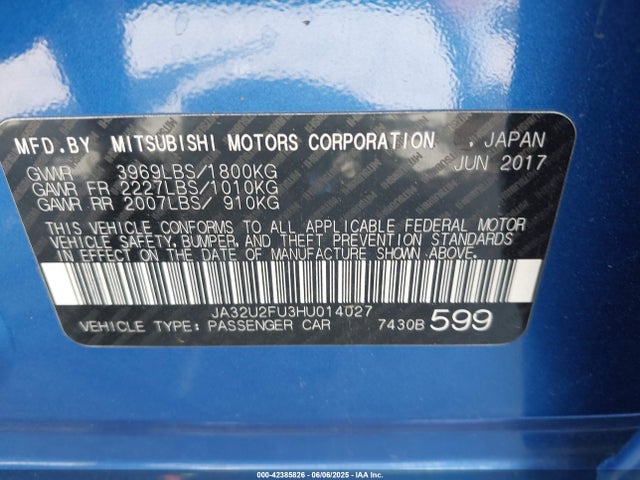 MFD.BY MITSUBISHI MOTORS CORPORATION , JAPAN
JUN 2017
GVWR 3969LBS/1800KG
GAWR FR 2227LBS/1010KG
GAWR RR 2007LBS/ 910KG
THIS VEHICLE CONFORMS TO ALL APPLICABLE FEDERAL MOTOR
VEHICLE SAFETY, BUMPER, AND THEFT PREVENTION STANDARDS
IN EFFECT ON THE DATE OF MANUFACTURE SHOWN ABOVE.
JA32U2FU3HU014027
VEHICLE TYPE: PASSENGER CAR 7430B 599
000-42385826 - 06/06/2025 - IAA Inc.